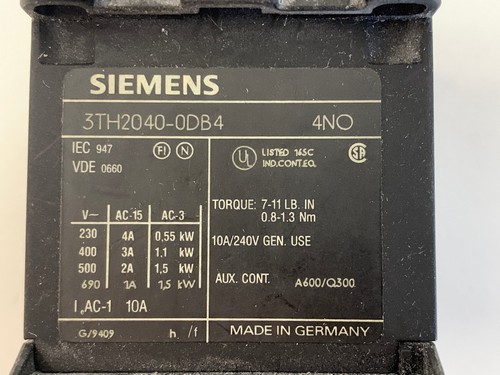 SIEMENS
3TH2040-0DB4 4NO
IEC 947 FI N
VDE 0660
UL LISTED 145C
IND.CONT.EQ.
SA
V~ AC-15 AC-3
230 4A 0,55 kW
400 3A 1,1 kW
500 2A 1,5 kW
690 1A 1,5 kW
TORQUE: 7-11 LB. IN
0.8-1.3 Nm
10A/240V GEN. USE
AUX. CONT. A600/Q300
I AC-1 10A
G/9409 h /f MADE IN GERMANY